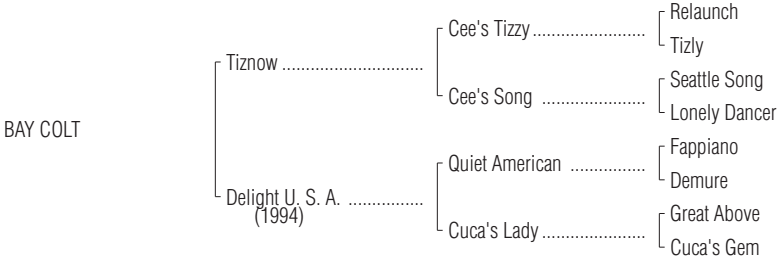 Relaunch
Cee's Tizzy ........................
Tizly
Tiznow ..............................
Seattle Song
Cee's Song ......................
Lonely Dancer
BAY COLT
Fappiano
Quiet American ................
Demure
Delight U. S. A. ................
(1994)
Great Above
Cuca's Lady ......................
Cuca's Gem